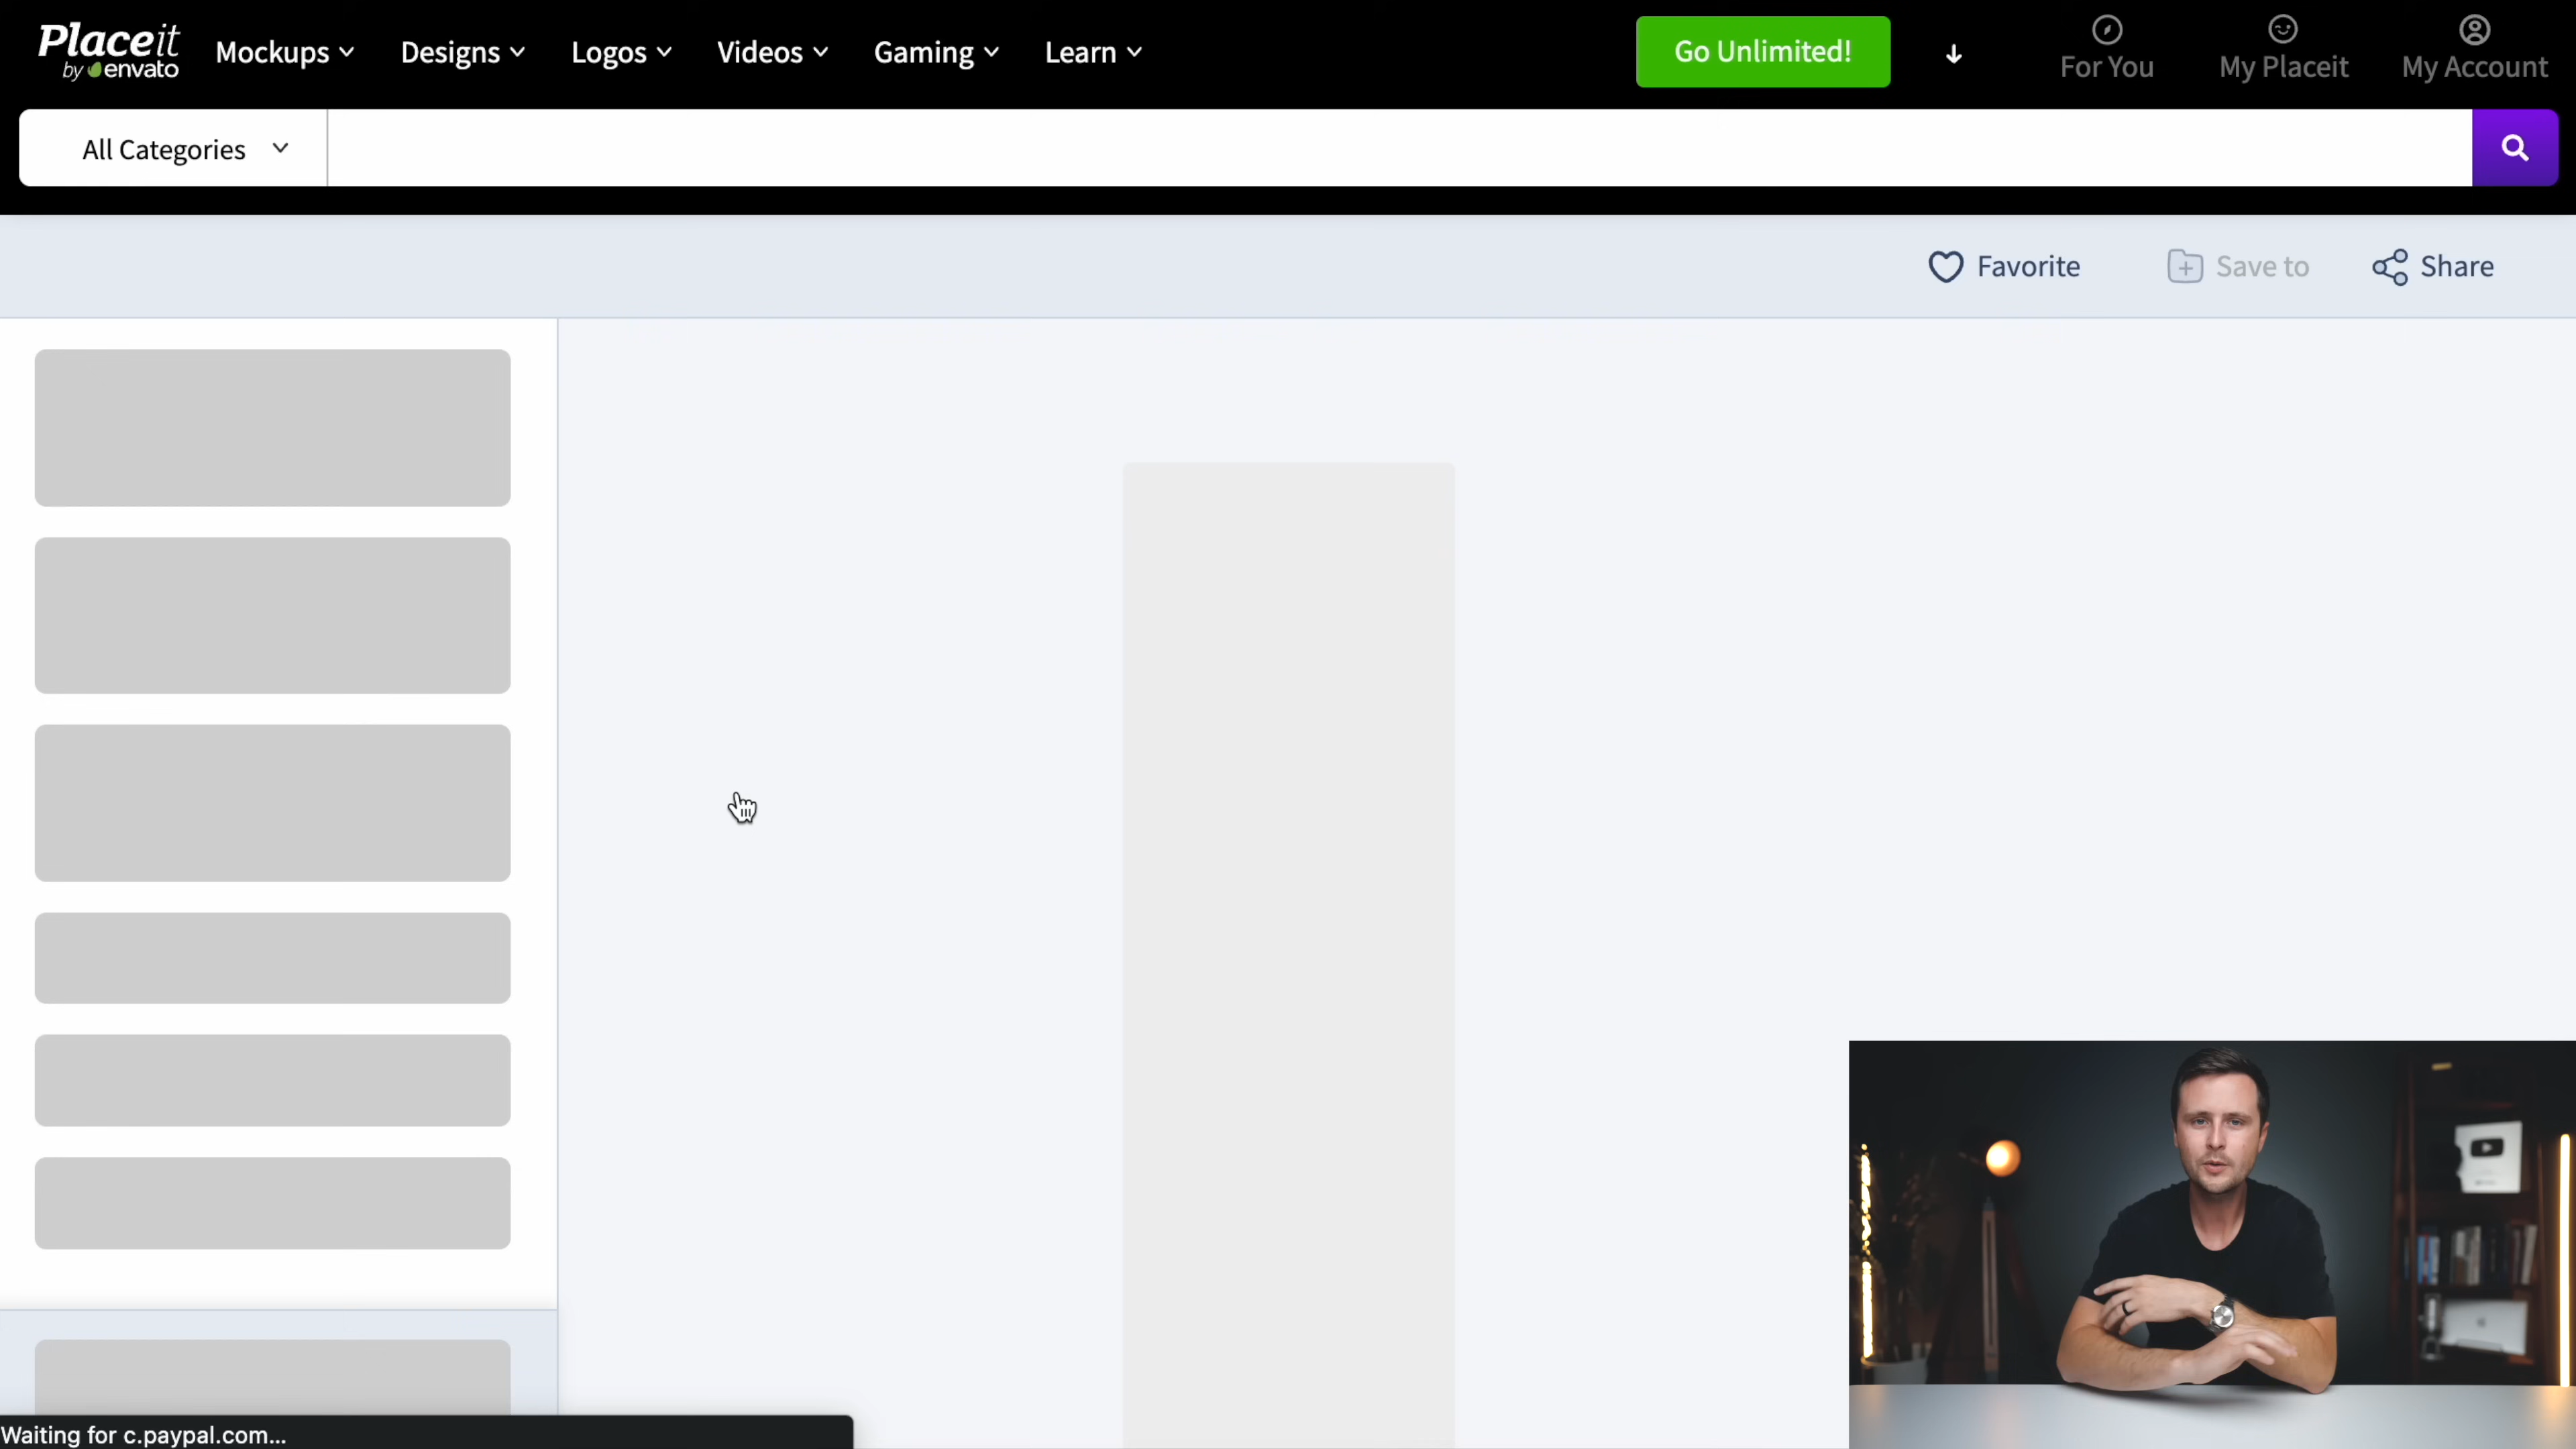 Placeit
by envato
Mockups
Designs
Logos
Videos
Gaming
Learn
Go Unlimited!
For You
My Placeit
My Account
All Categories
Favorite
Save to
Share
Waiting for c.paypal.com...